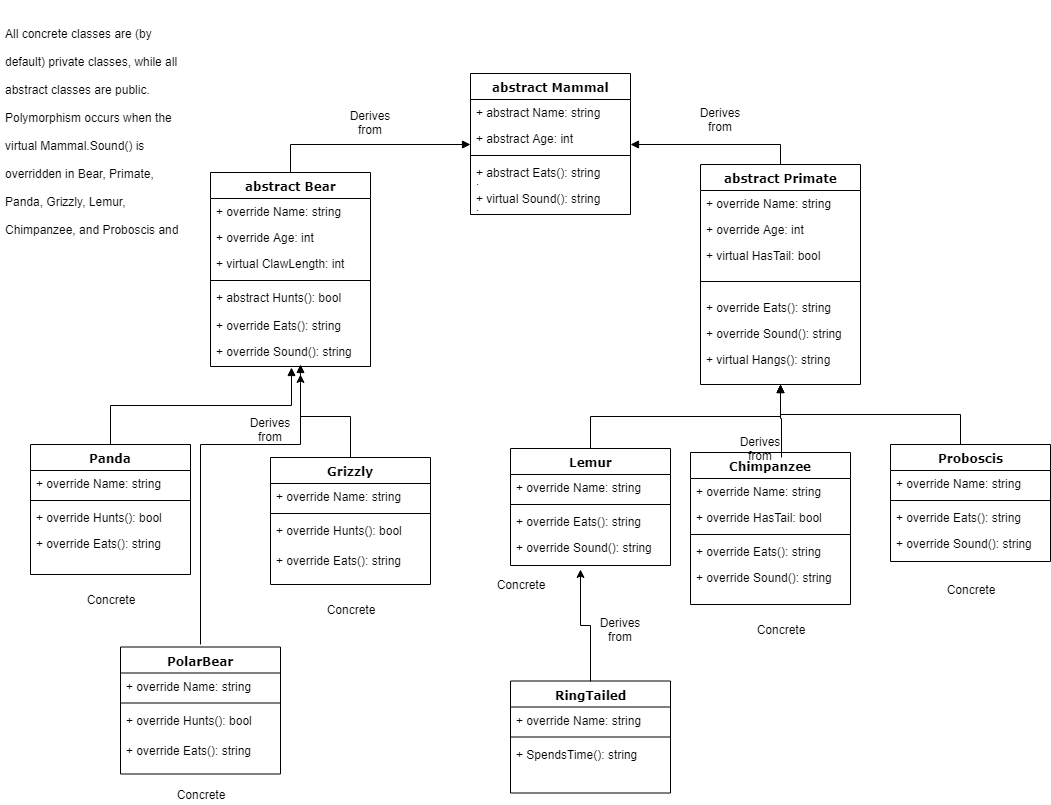 All concrete classes are (by
default) private classes, while all
abstract classes are public.
Polymorphism occurs when the
virtual Mammal.Sound() is
overridden in Bear, Primate,
Panda, Grizzly, Lemur,
Chimpanzee, and Proboscis and
abstract Mammal
+ abstract Name: string
+ abstract Age: int
+ abstract Eats(): string
+ virtual Sound(): string
Derives
from
Derives
from
abstract Bear
+ override Name: string
+ override Age: int
+ virtual ClawLength: int
+ abstract Hunts(): bool
+ override Eats(): string
+ override Sound(): string
abstract Primate
+ override Name: string
+ override Age: int
+ virtual HasTail: bool
+ override Eats(): string
+ override Sound(): string
+ virtual Hangs(): string
Derives
from
Derives
from
Panda
+ override Name: string
+ override Hunts(): bool
+ override Eats(): string
Concrete
Grizzly
+ override Name: string
+ override Hunts(): bool
+ override Eats(): string
Concrete
Lemur
+ override Name: string
+ override Eats(): string
+ override Sound(): string
Concrete
Chimpanzee
+ override Name: string
+ override HasTail: bool
+ override Eats(): string
+ override Sound(): string
Concrete
Proboscis
+ override Name: string
+ override Eats(): string
+ override Sound(): string
Concrete
Derives
from
PolarBear
+ override Name: string
+ override Hunts(): bool
+ override Eats(): string
Concrete
RingTailed
+ override Name: string
+ SpendsTime(): string